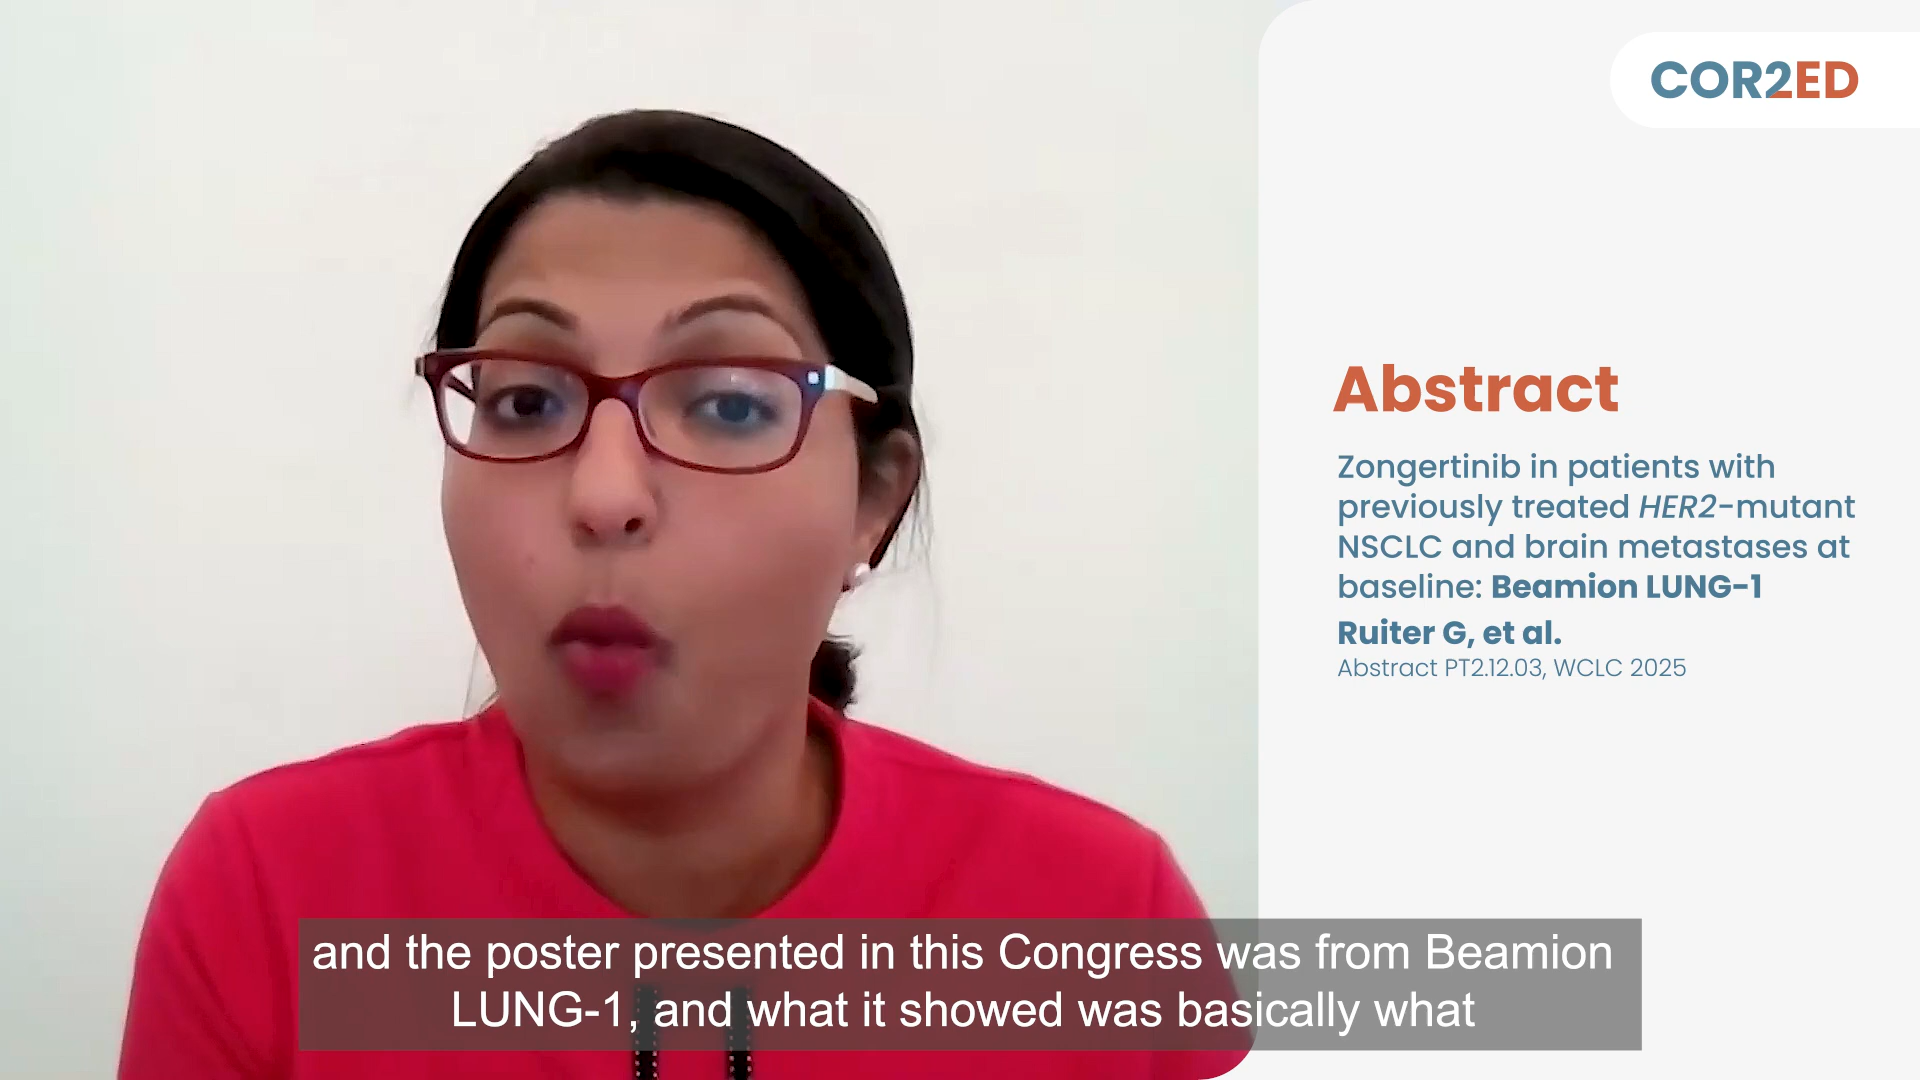 COR2ED
Abstract
Zongertinib in patients with
previously treated HER2-mutant
NSCLC and brain metastases at
baseline: Beamion LUNG-1
Ruiter G, et al.
Abstract PT2.12.03, WCLC 2025
and the poster presented in this Congress was from Beamion
LUNG-1, and what it showed was basically what